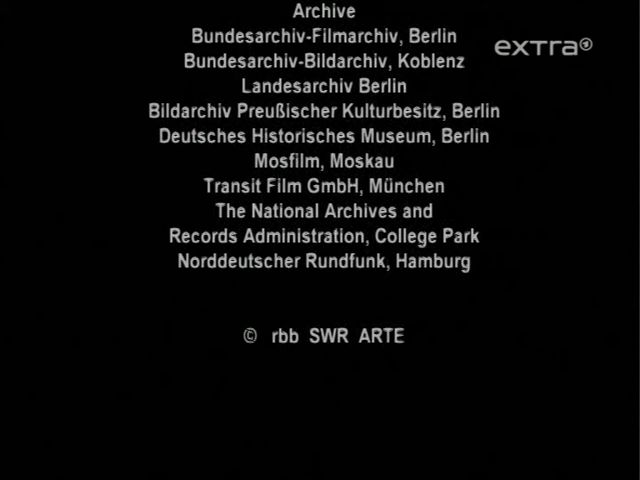 Archive
Bundesarchiv-Filmarchiv, Berlin
extra
Bundesarchiv-Bildarchiv, Koblenz
Landesarchiv Berlin
Bildarchiv Preußischer Kulturbesitz, Berlin
Deutsches Historisches Museum, Berlin
Mosfilm, Moskau
Transit Film GmbH, München
The National Archives and
Records Administration, College Park
Norddeutscher Rundfunk, Hamburg
© rbb SWR ARTE